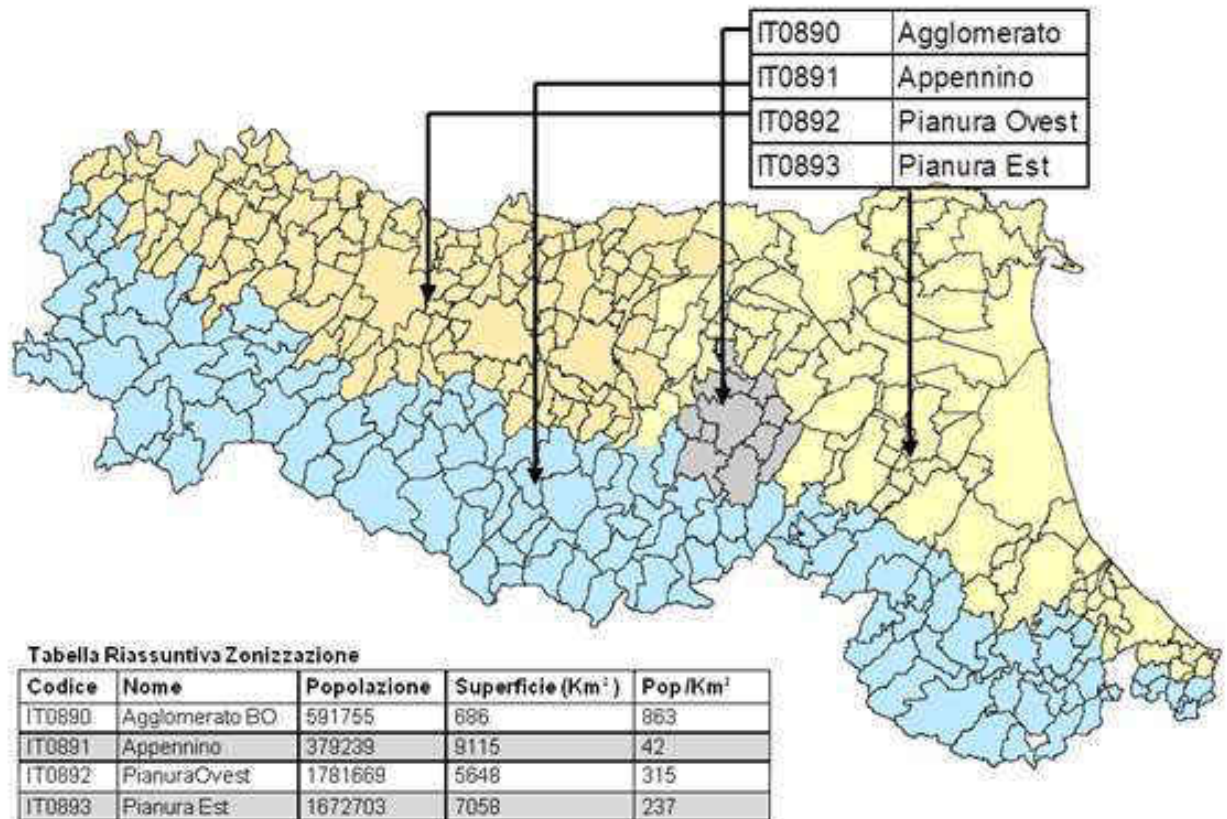 IT0890 Agglomerato
IT0891 Appennino
IT0892 Pianura Ovest
IT0893 Pianura Est
Tabella Riassuntiva Zonizzazione
Codice Nome Popolazione Superficie (Km²) Pop/Km²
IT0890 Agglomerato BO 591755 686 863
IT0891 Appennino 379239 9115 42
IT0892 PianuraOvest 1781669 5648 315
IT0893 Pianura Est 1672703 7058 237